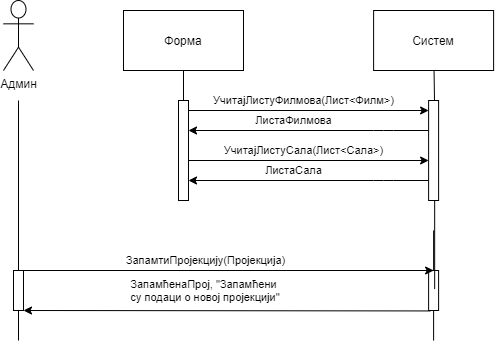 Форма
Систем
Админ
УчитајЛистуФилмова(Лист<Филм>)
ЛистаФилмова
УчитајЛистуСала(Лист<Сала>)
ЛистаСала
ЗапамтиПројекцију(Пројекција)
ЗапамћенаПрој, "Запамћени
су подаци о новој пројекцији"